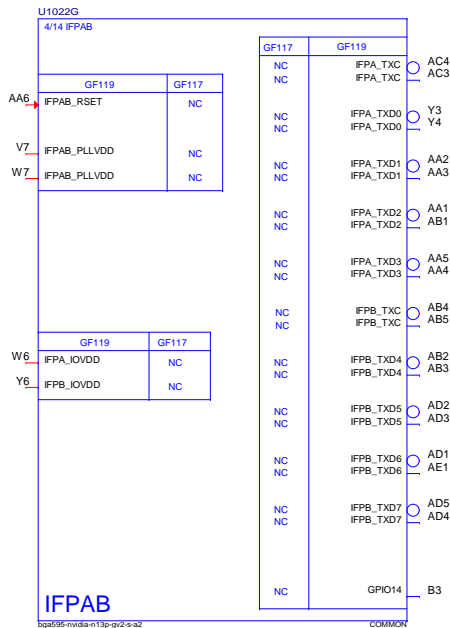 U1022G
4/14 IFPAB
GF119 GF117
AA6 IFPAB_RSET NC
V7 IFPAB_PLLVDD NC
W7 IFPAB_PLLVDD NC
GF119 GF117
W6 IFPA_IOVDD NC
Y6 IFPB_IOVDD NC
GF117 GF119
NC IFPA_TXC AC4
NC IFPA_TXC AC3
NC IFPA_TXD0 Y3
NC IFPA_TXD0 Y4
NC IFPA_TXD1 AA2
NC IFPA_TXD1 AA3
NC IFPA_TXD2 AA1
NC IFPA_TXD2 AB1
NC IFPA_TXD3 AA5
NC IFPA_TXD3 AA4
NC IFPB_TXC AB4
NC IFPB_TXC AB5
NC IFPB_TXD4 AB2
NC IFPB_TXD4 AB3
NC IFPB_TXD5 AD2
NC IFPB_TXD5 AD3
NC IFPB_TXD6 AD1
NC IFPB_TXD6 AE1
NC IFPB_TXD7 AD5
NC IFPB_TXD7 AD4
NC GPIO14 B3
IFPAB
bga595-nvidia-n13p-gv2-s-a2 COMMON